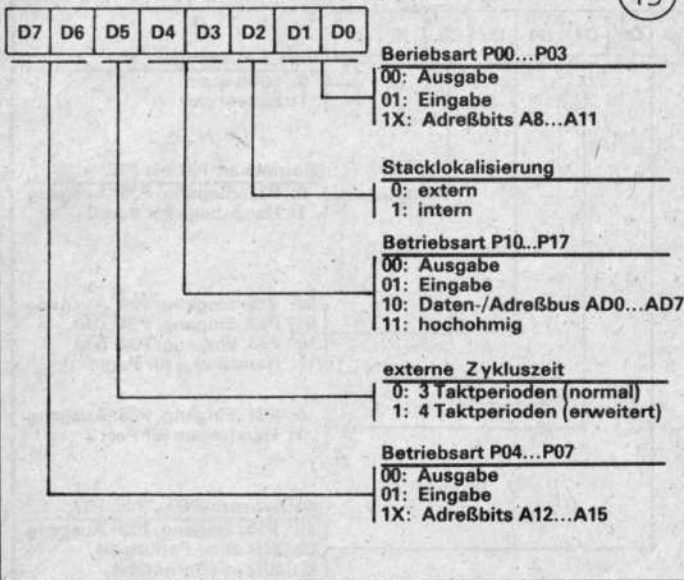 15
D7 D6 D5 D4 D3 D2 D1 D0
Beriebsart P00...P03
00: Ausgabe
01: Eingabe
1X: Adreßbits A8...A11
Stacklokalisierung
0: extern
1: intern
Betriebsart P10...P17
00: Ausgabe
01: Eingabe
10: Daten-/Adreßbus AD0...AD7
11: hochohmig
externe Zykluszeit
0: 3 Taktperioden (normal)
1: 4 Taktperioden (erweitert)
Betriebsart P04...P07
00: Ausgabe
01: Eingabe
1X: Adreßbits A12...A15